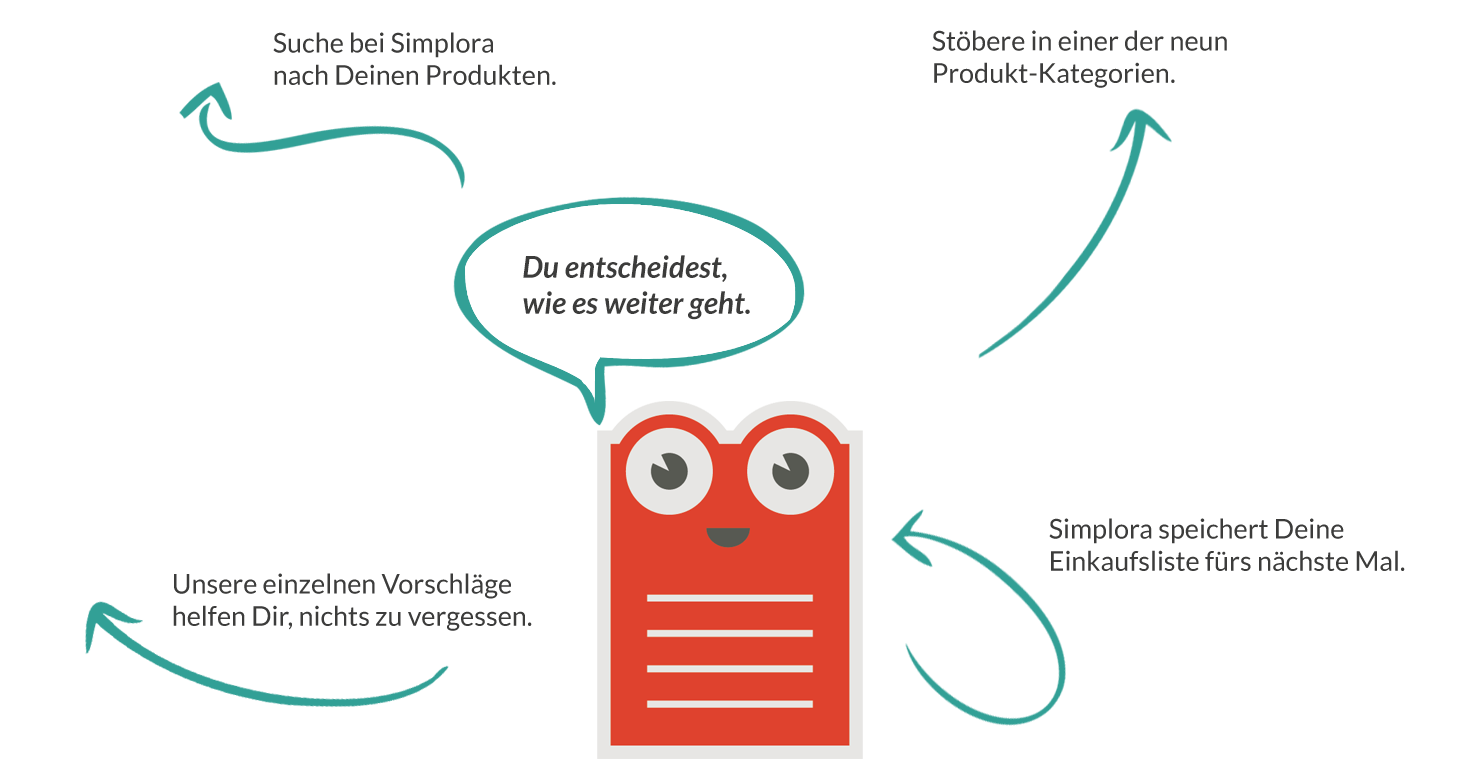 Suche bei Simplora
nach Deinen Produkten.
Stöbere in einer der neun
Produkt-Kategorien.
Du entscheidest,
wie es weiter geht.
Unsere einzelnen Vorschläge
helfen Dir, nichts zu vergessen.
Simplora speichert Deine
Einkaufsliste fürs nächste Mal.